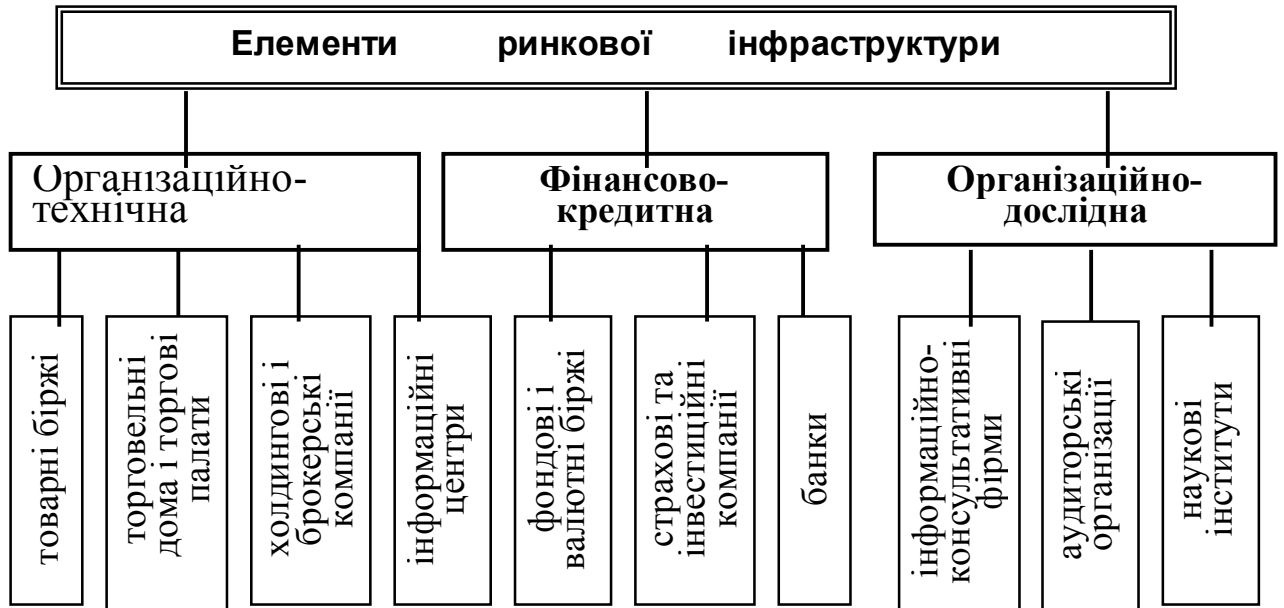 Елементи ринкової інфраструктури
Організаційно-
технічна
Фінансово-
кредитна
Організаційно-
дослідна
товарні біржі
торговельні
дома і торгові
палати
холдингові і
брокерські
компанії
інформаційні
центри
фондові і
валютні біржі
страхові та
інвестиційні
компанії
банки
інформаційно-
консультативні
фірми
аудиторські
організації
наукові
інститути